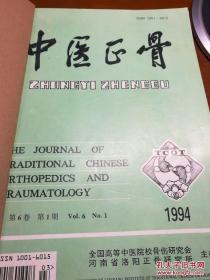 ISSN 1001-6015
中医正骨
ZHONGYI ZHENGGU
THE JOURNAL OF
TRADITIONAL CHINESE
ORTHOPEDICS AND
TRAUMATOLOGY
第6卷 第1期 Vol. 6 No. 1
1994
全国高等中医院校骨伤研究会
河南省洛阳正骨研究所 主
ISSN 1001-6015
03